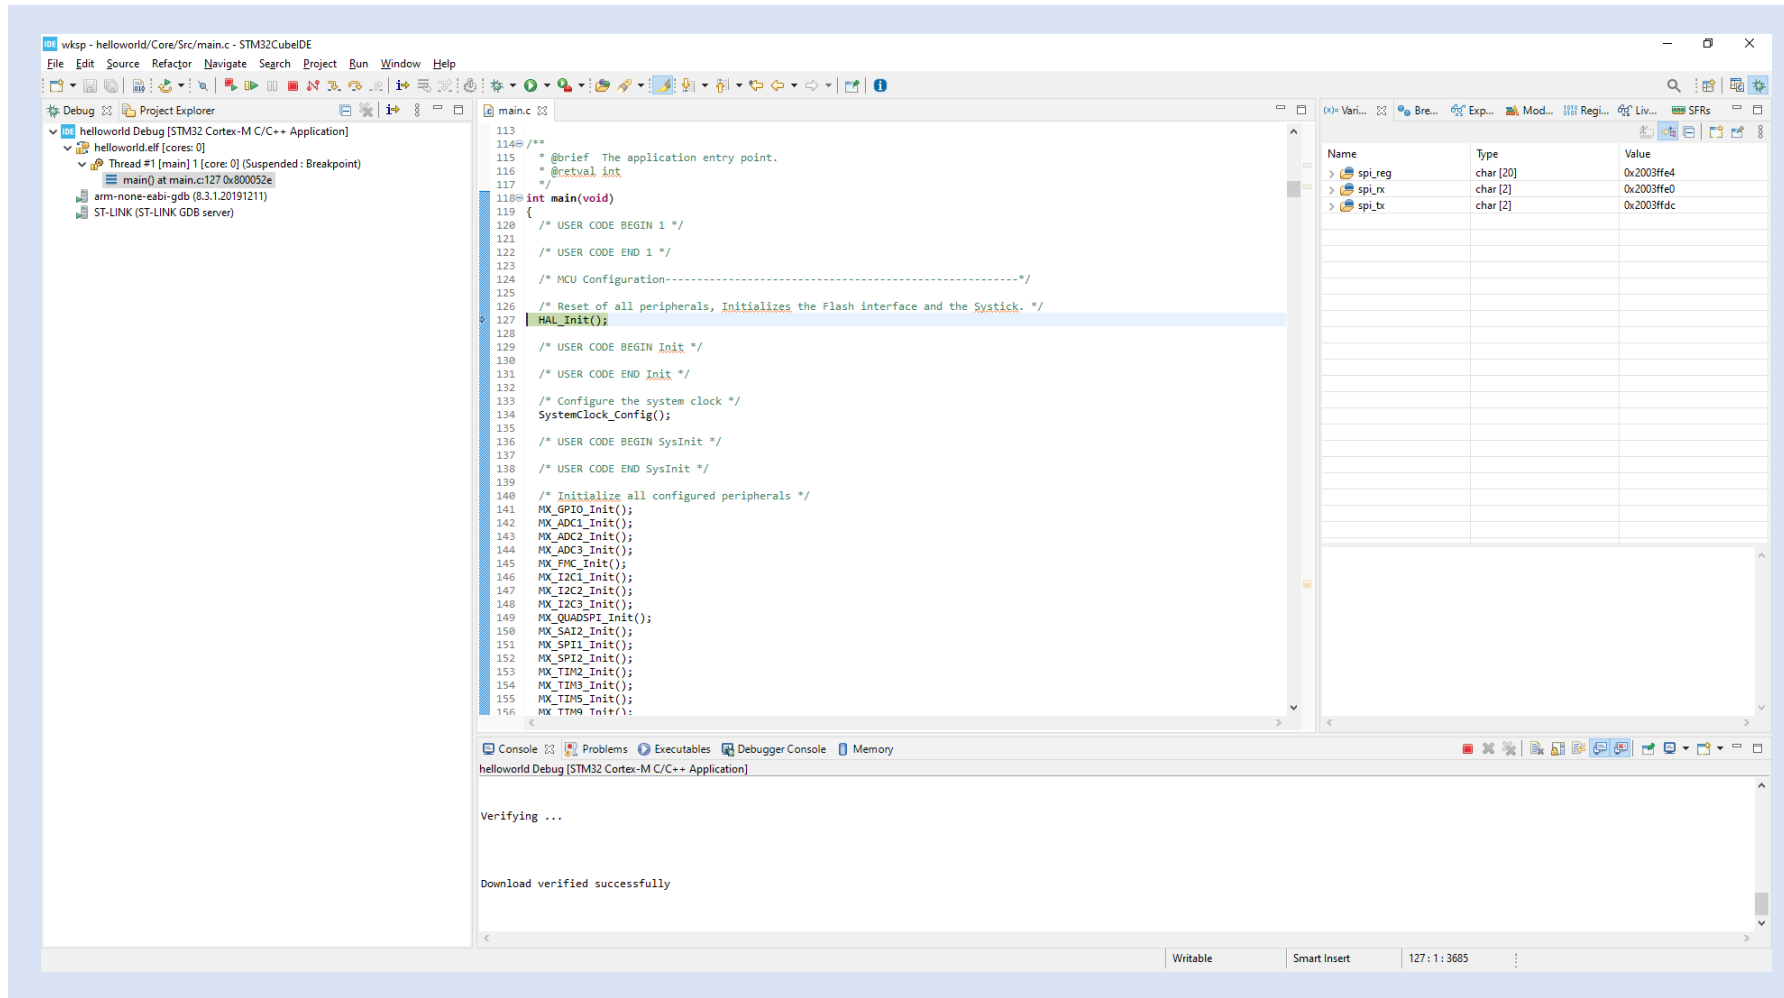 IDE wksp - helloworld/Core/Src/main.c - STM32CubeIDE
File Edit Source Refactor Navigate Search Project Run Window Help
Debug Project Explorer
helloworld Debug [STM32 Cortex-M C/C++ Application]
helloworld.elf [cores: 0]
Thread #1 [main] 1 [core: 0] (Suspended : Breakpoint)
main() at main.c:127 0x800052e
arm-none-eabi-gdb (8.3.1.20191211)
ST-LINK (ST-LINK GDB server)
main.c
113
114 /**
115 * @brief The application entry point.
116 * @retval int
117 */
118 int main(void)
119 {
120 /* USER CODE BEGIN 1 */
121
122 /* USER CODE END 1 */
123
124 /* MCU Configuration--------------------------------------------------------*/
125
126 /* Reset of all peripherals, Initializes the Flash interface and the Systick. */
127 HAL_Init();
128
129 /* USER CODE BEGIN Init */
130
131 /* USER CODE END Init */
132
133 /* Configure the system clock */
134 SystemClock_Config();
135
136 /* USER CODE BEGIN SysInit */
137
138 /* USER CODE END SysInit */
139
140 /* Initialize all configured peripherals */
141 MX_GPIO_Init();
142 MX_ADC1_Init();
143 MX_ADC2_Init();
144 MX_ADC3_Init();
145 MX_FMC_Init();
146 MX_I2C1_Init();
147 MX_I2C2_Init();
148 MX_I2C3_Init();
149 MX_QUADSPI_Init();
150 MX_SAI2_Init();
151 MX_SPI1_Init();
152 MX_SPI2_Init();
153 MX_TIM2_Init();
154 MX_TIM3_Init();
155 MX_TIM5_Init();
156 MX_TIM9_Init();
(x)= Vari... Bre... Exp... Mod... Regi... Liv... SFRs
Name Type Value
spi_reg char [20] 0x2003ffe4
spi_rx char [2] 0x2003ffe0
spi_tx char [2] 0x2003ffdc
Console Problems Executables Debugger Console Memory
helloworld Debug [STM32 Cortex-M C/C++ Application]
Verifying ...
Download verified successfully
Writable Smart Insert 127 : 1 : 3685